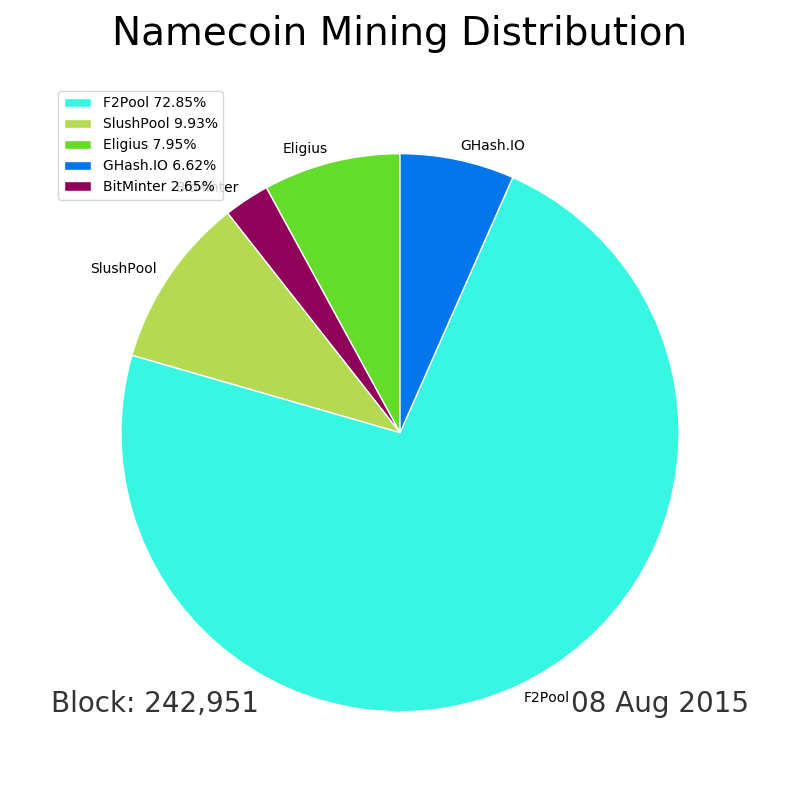 Namecoin Mining Distribution
F2Pool 72.85%
SlushPool 9.93%
Eligius 7.95%
GHash.IO 6.62%
BitMinter 2.65%
GHash.IO
Eligius
BitMinter
SlushPool
F2Pool
Block: 242,951
08 Aug 2015